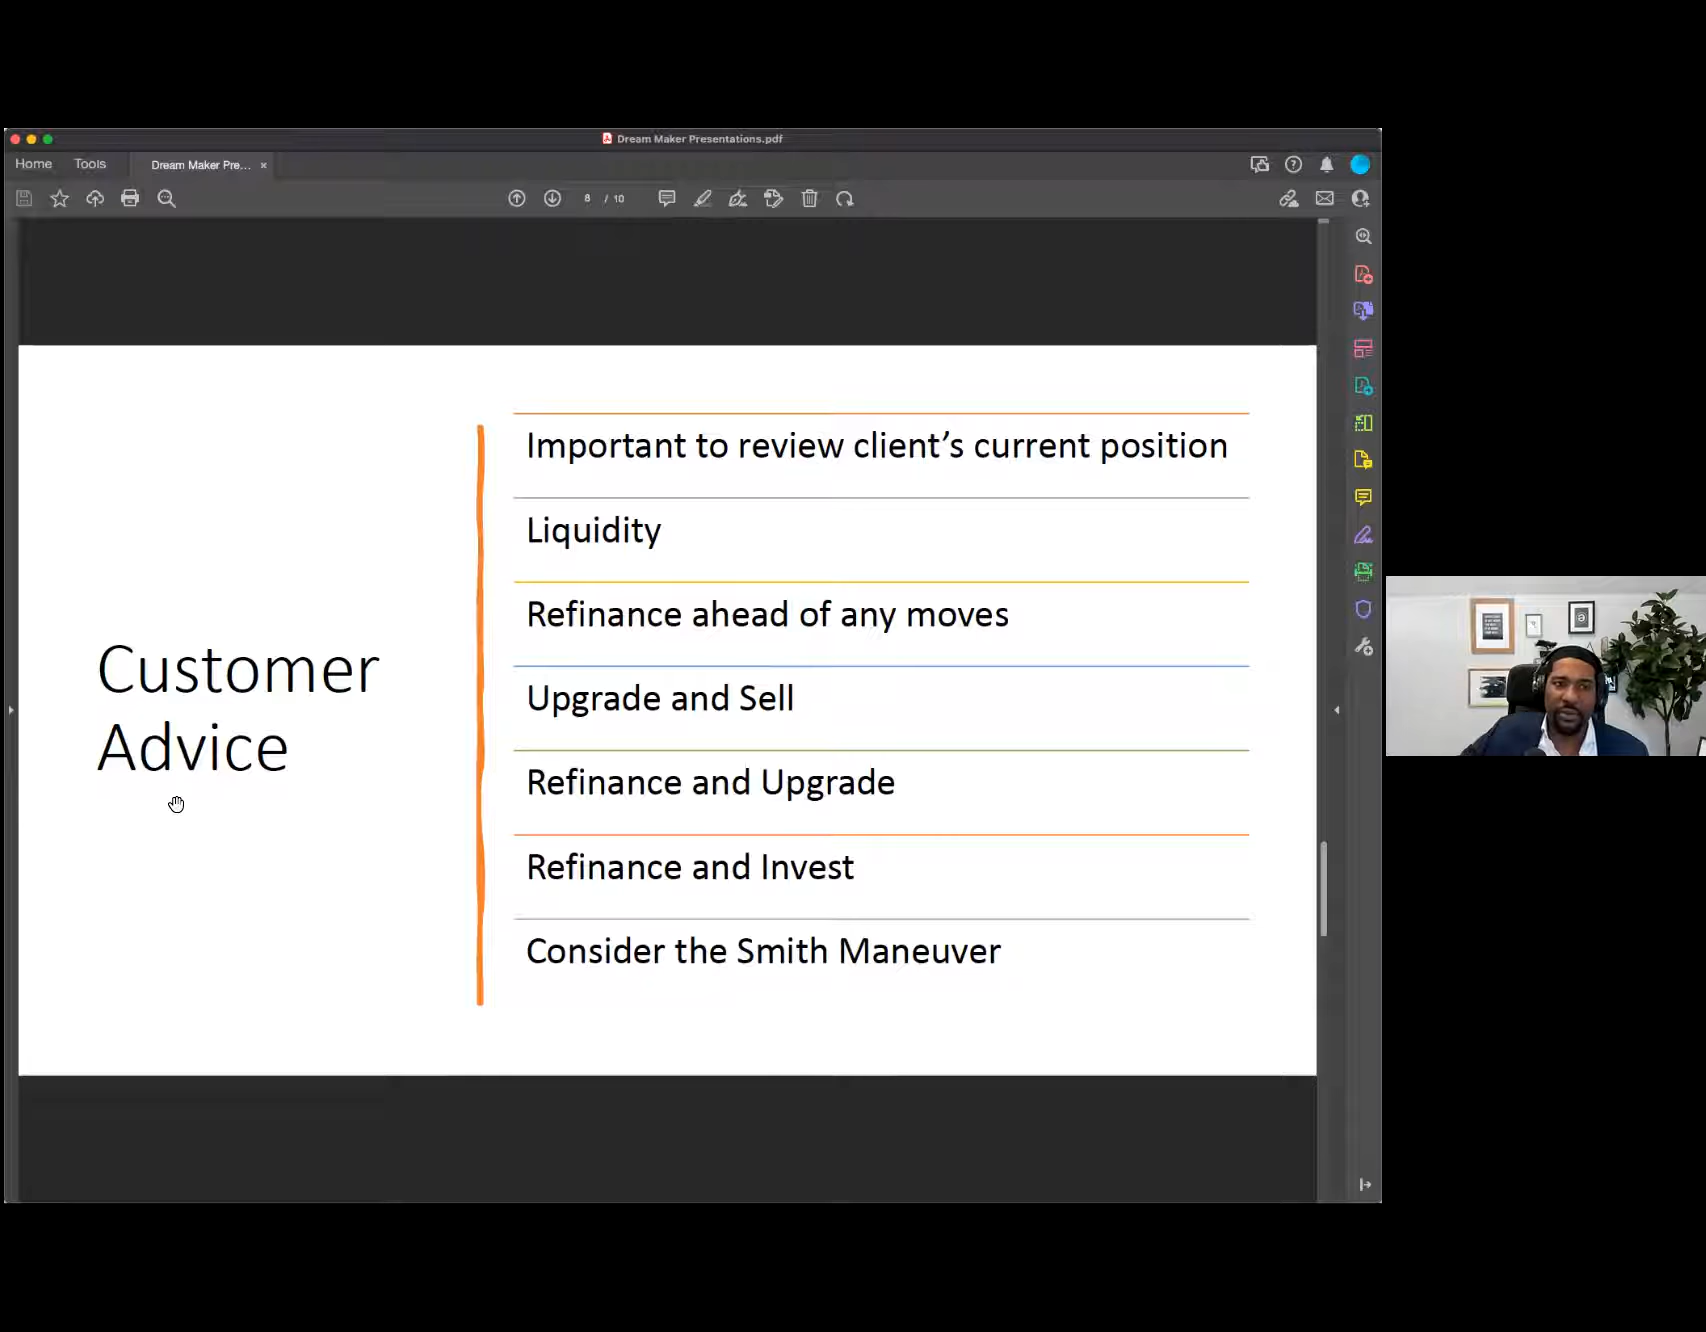 Dream Maker Presentations.pdf
Home Tools Dream Maker Pre... ×
8 / 10
Customer
Advice
Important to review client’s current position
Liquidity
Refinance ahead of any moves
Upgrade and Sell
Refinance and Upgrade
Refinance and Invest
Consider the Smith Maneuver